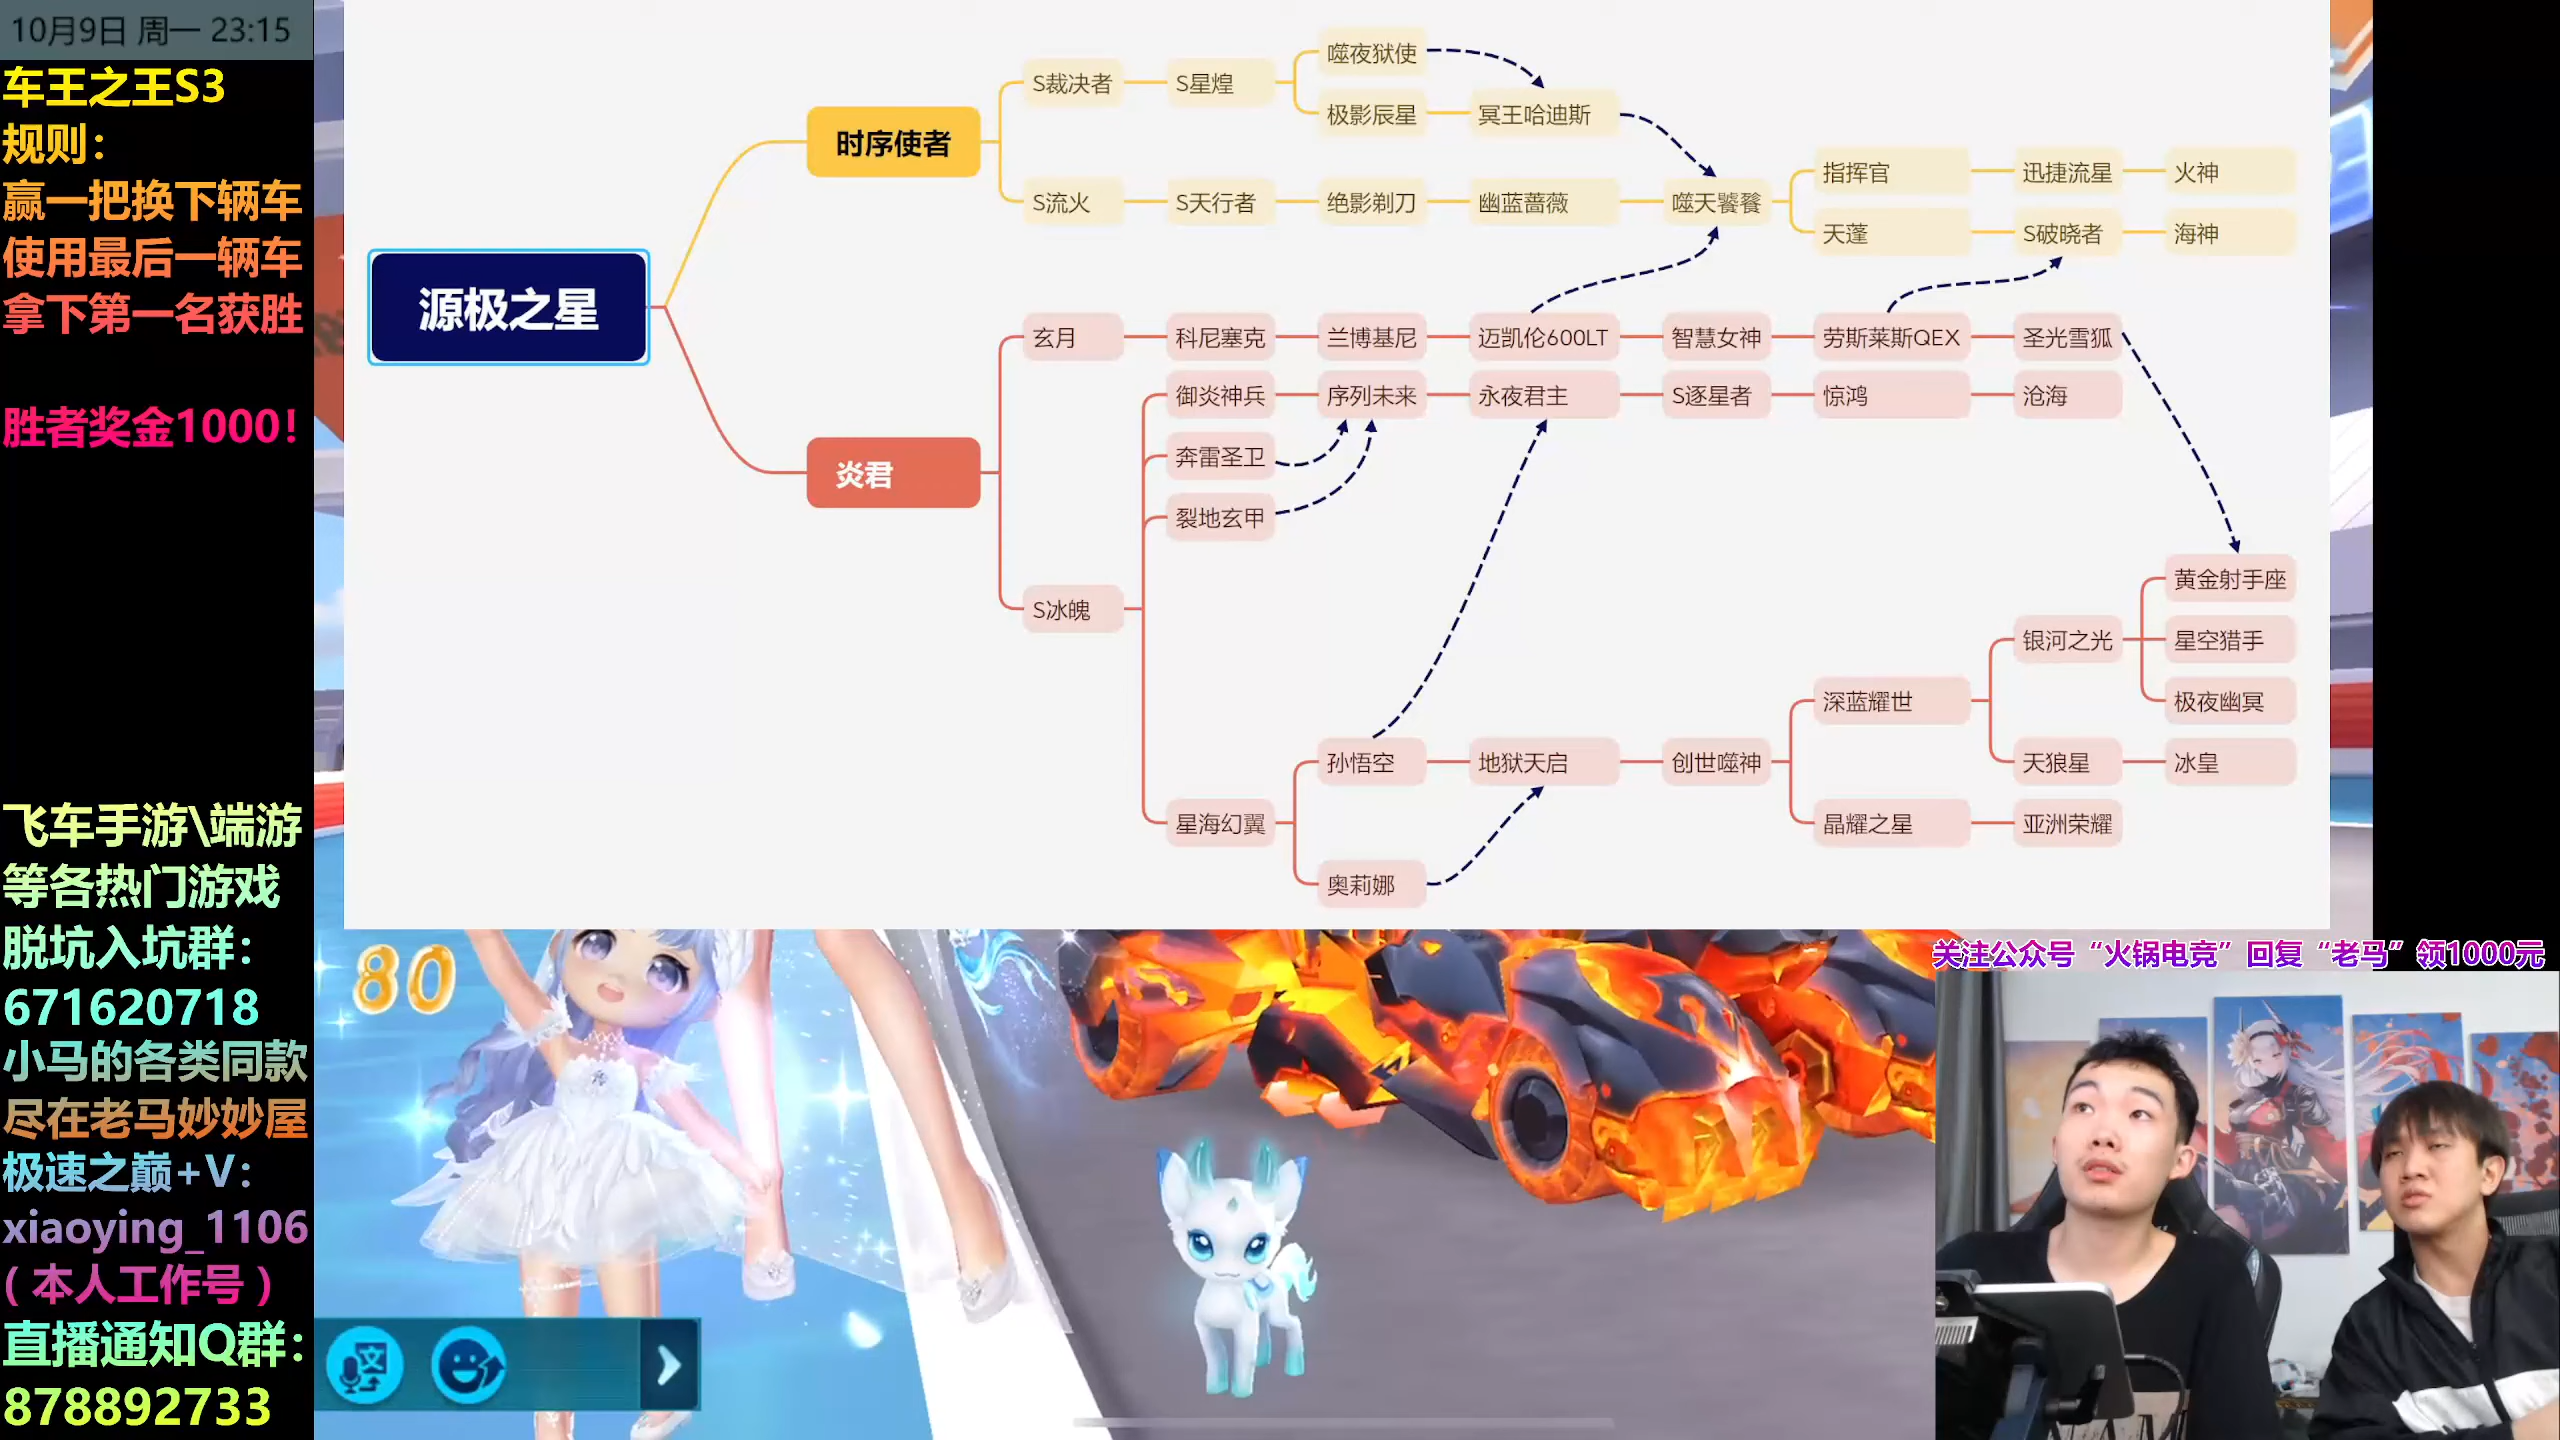 10月9日 周一 23:15
车王之王S3
规则：
赢一把换下辆车
使用最后一辆车
拿下第一名获胜
胜者奖金1000！
飞车手游\端游
等各热门游戏
脱坑入坑群：
671620718
小马的各类同款
尽在老马妙妙屋
极速之巅+V：
xiaoying_1106
（本人工作号）
直播通知Q群：
878892733
源极之星
时序使者
S裁决者
S星煌
噬夜狱使
极影辰星
冥王哈迪斯
S流火
S天行者
绝影剃刀
幽蓝蔷薇
噬天饕餮
指挥官
迅捷流星
火神
天蓬
S破晓者
海神
炎君
玄月
科尼塞克
兰博基尼
迈凯伦600LT
智慧女神
劳斯莱斯QEX
圣光雪狐
S冰魄
御炎神兵
序列未来
永夜君主
S逐星者
惊鸿
沧海
奔雷圣卫
裂地玄甲
星海幻翼
孙悟空
地狱天启
创世噬神
深蓝耀世
银河之光
黄金射手座
星空猎手
极夜幽冥
天狼星
冰皇
晶耀之星
亚洲荣耀
奥莉娜
80
文
关注公众号“火锅电竞”回复“老马”领1000元